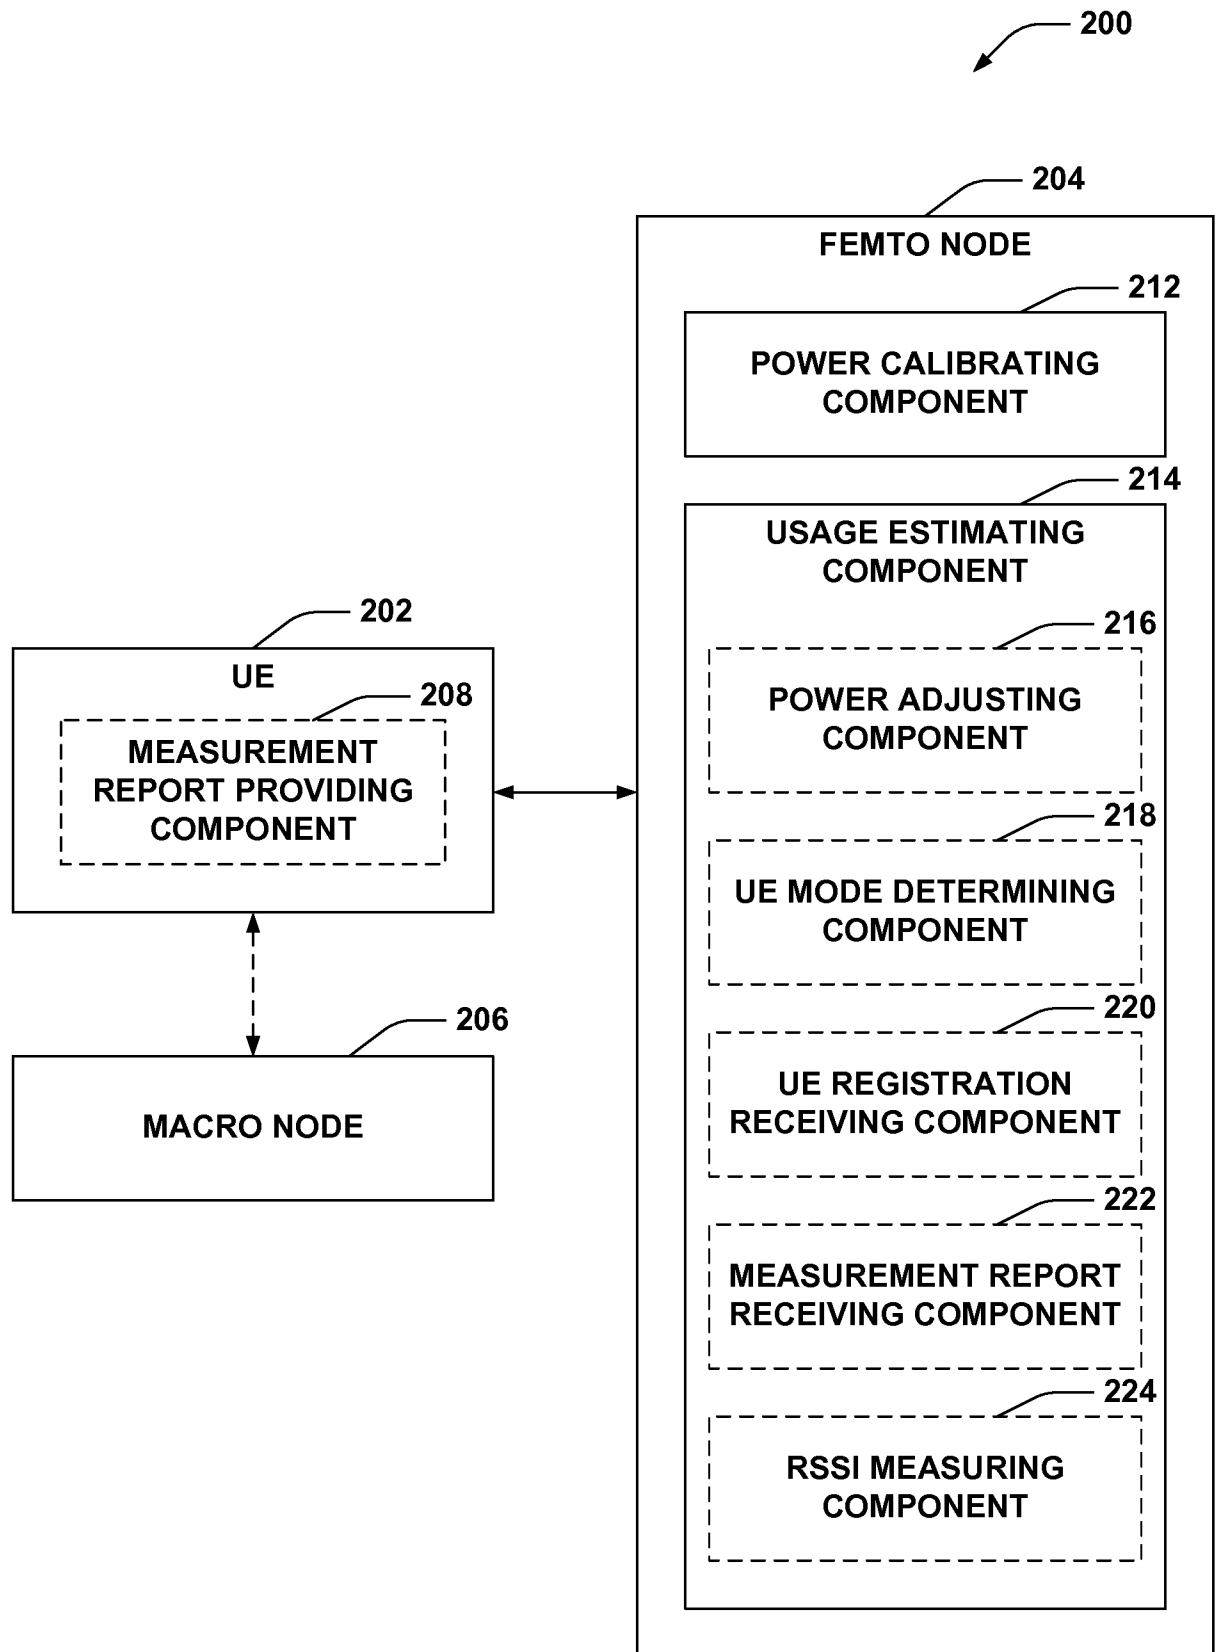 200
204
FEMTO NODE
212
POWER CALIBRATING
COMPONENT
214
USAGE ESTIMATING
COMPONENT
216
POWER ADJUSTING
COMPONENT
218
UE MODE DETERMINING
COMPONENT
220
UE REGISTRATION
RECEIVING COMPONENT
222
MEASUREMENT REPORT
RECEIVING COMPONENT
224
RSSI MEASURING
COMPONENT
202
UE
208
MEASUREMENT
REPORT PROVIDING
COMPONENT
206
MACRO NODE